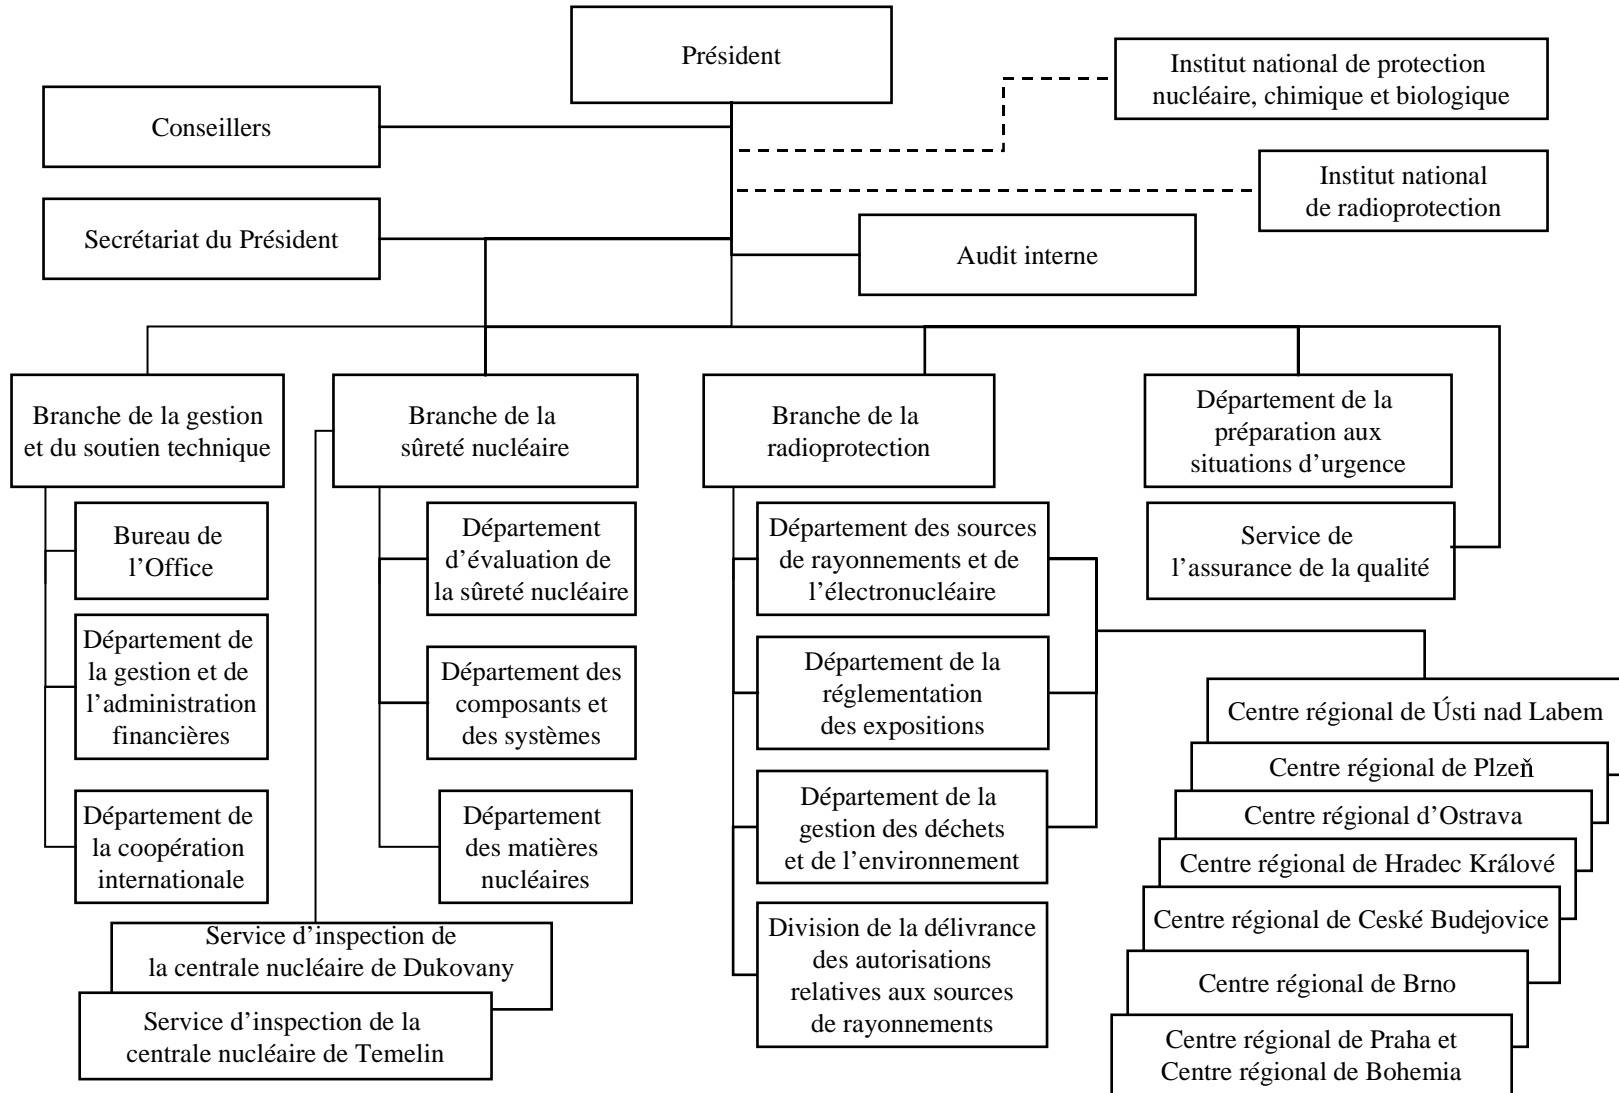 Président
Institut national de protection
nucléaire, chimique et biologique
Conseillers
Institut national
de radioprotection
Secrétariat du Président
Audit interne
Branche de la gestion
et du soutien technique
Branche de la
sûreté nucléaire
Branche de la
radioprotection
Département de la
préparation aux
situations d’urgence
Bureau de
l’Office
Département
d’évaluation de
la sûreté nucléaire
Département des sources
de rayonnements et de
l’électronucléaire
Service de
l’assurance de la qualité
Département de
la gestion et de
l’administration
financières
Département des
composants et
des systèmes
Département de la
réglementation
des expositions
Département de
la coopération
internationale
Département
des matières
nucléaires
Département de la
gestion des déchets
et de l’environnement
Division de la délivrance
des autorisations
relatives aux sources
de rayonnements
Service d’inspection de
la centrale nucléaire de Dukovany
Service d’inspection de la
centrale nucléaire de Temelin
Centre régional de Ústi nad Labem
Centre régional de Plzeň
Centre régional d’Ostrava
Centre régional de Hradec Králové
Centre régional de Ceské Budejovice
Centre régional de Brno
Centre régional de Praha et
Centre régional de Bohemia